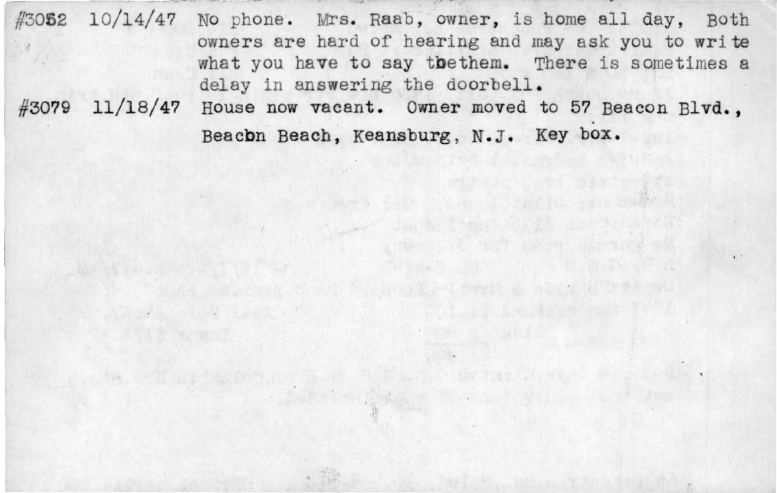 #3052 10/14/47 No phone. Mrs. Raab, owner, is home all day, Both
owners are hard of hearing and may ask you to write
what you have to say tbethem. There is sometimes a
delay in answering the doorbell.
#3079 11/18/47 House now vacant. Owner moved to 57 Beacon Blvd.,
Beacbn Beach, Keansburg, N.J. Key box.